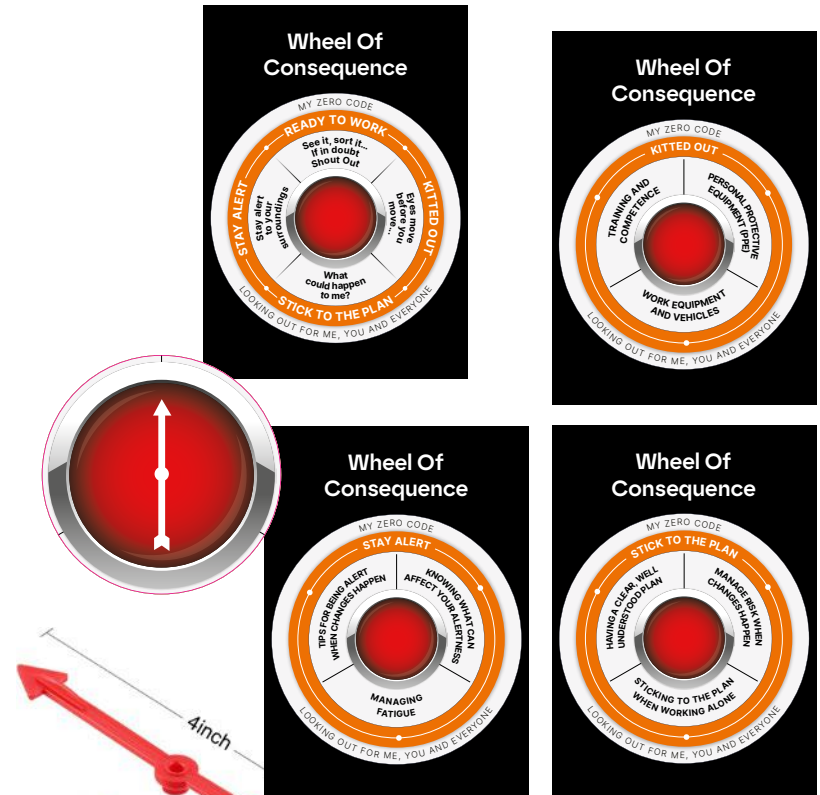 Wheel Of
Consequence
MY ZERO CODE
READY TO WORK
See it, sort it...
If in doubt
Shout Out
STAY ALERT
Stay alert
to your
surroundings
Eyes move
before you
move...
KITTED OUT
What
could happen
to me?
STICK TO THE PLAN
LOOKING OUT FOR ME, YOU AND EVERYONE
Wheel Of
Consequence
MY ZERO CODE
KITTED OUT
TRAINING AND
COMPETENCE
PERSONAL PROTECTIVE
EQUIPMENT (PPE)
WORK EQUIPMENT
AND VEHICLES
LOOKING OUT FOR ME, YOU AND EVERYONE
Wheel Of
Consequence
MY ZERO CODE
STAY ALERT
TIPS FOR BEING ALERT
WHEN CHANGES HAPPEN
KNOWING WHAT CAN
AFFECT YOUR ALERTNESS
MANAGING
FATIGUE
LOOKING OUT FOR ME, YOU AND EVERYONE
Wheel Of
Consequence
MY ZERO CODE
STICK TO THE PLAN
HAVING A CLEAR, WELL
UNDERSTOOD PLAN
MANAGE RISK WHEN
CHANGES HAPPEN
STICKING TO THE PLAN
WHEN WORKING ALONE
LOOKING OUT FOR ME, YOU AND EVERYONE
4inch